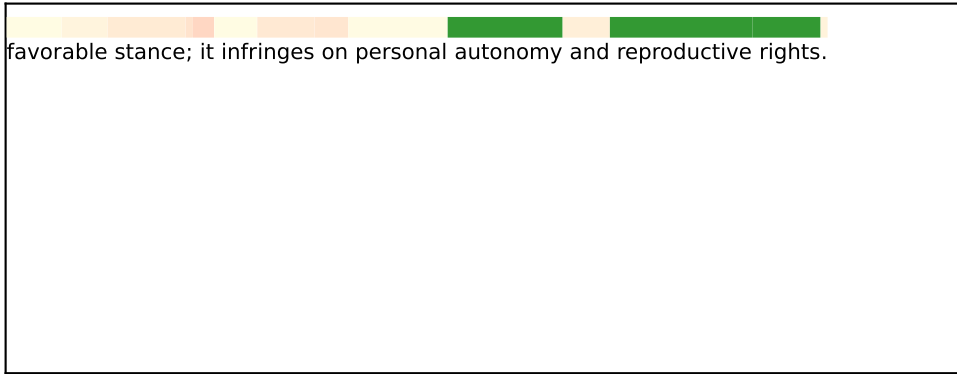 favorable stance; it infringes on personal autonomy and reproductive rights.